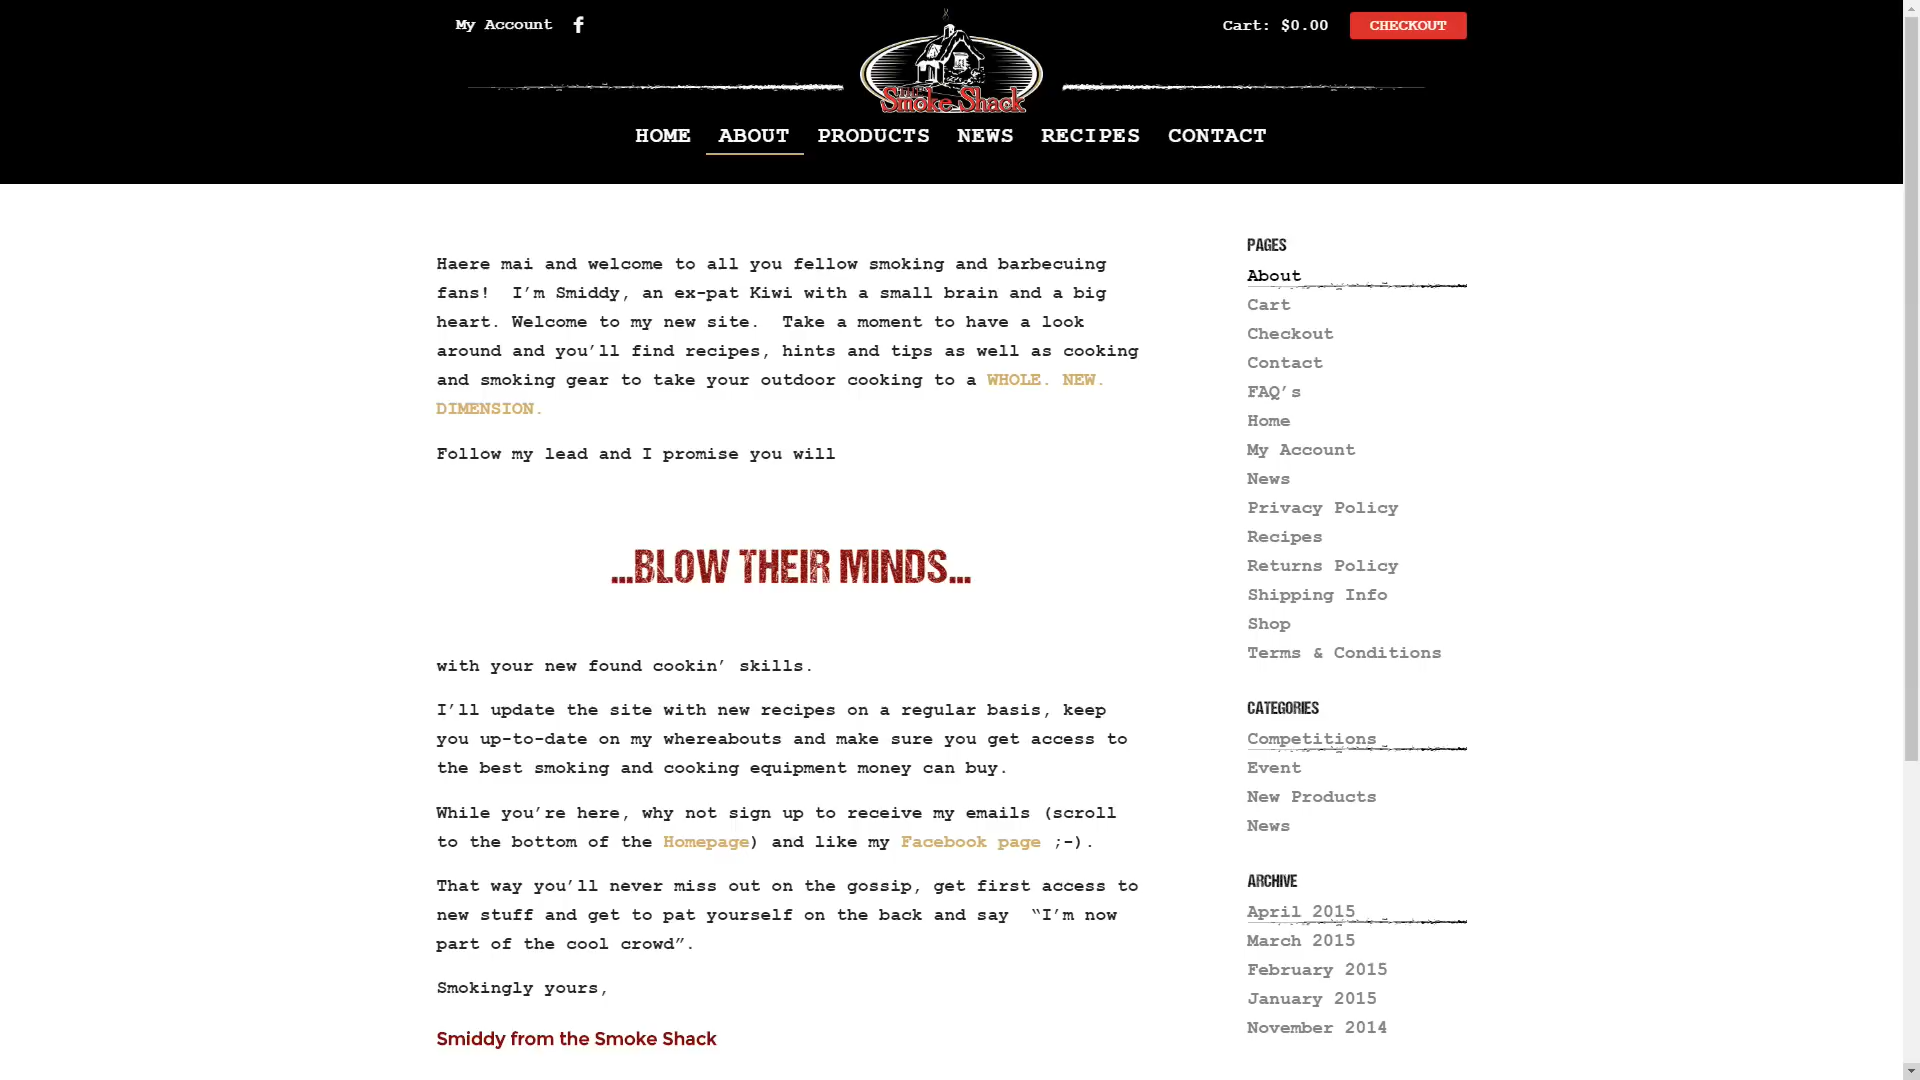 My Account
Cart: $0.00
CHECKOUT
THE
Smoke Shack
HOME ABOUT PRODUCTS NEWS RECIPES CONTACT
Haere mai and welcome to all you fellow smoking and barbecuing
fans!  I’m Smiddy, an ex-pat Kiwi with a small brain and a big
heart. Welcome to my new site.  Take a moment to have a look
around and you’ll find recipes, hints and tips as well as cooking
and smoking gear to take your outdoor cooking to a WHOLE. NEW.
DIMENSION.
Follow my lead and I promise you will
...BLOW THEIR MINDS...
with your new found cookin’ skills.
I’ll update the site with new recipes on a regular basis, keep
you up-to-date on my whereabouts and make sure you get access to
the best smoking and cooking equipment money can buy.
While you’re here, why not sign up to receive my emails (scroll
to the bottom of the Homepage) and like my Facebook page ;-).
That way you’ll never miss out on the gossip, get first access to
new stuff and get to pat yourself on the back and say  “I’m now
part of the cool crowd”.
Smokingly yours,
Smiddy from the Smoke Shack
PAGES
About
Cart
Checkout
Contact
FAQ’s
Home
My Account
News
Privacy Policy
Recipes
Returns Policy
Shipping Info
Shop
Terms & Conditions
CATEGORIES
Competitions
Event
New Products
News
ARCHIVE
April 2015
March 2015
February 2015
January 2015
November 2014